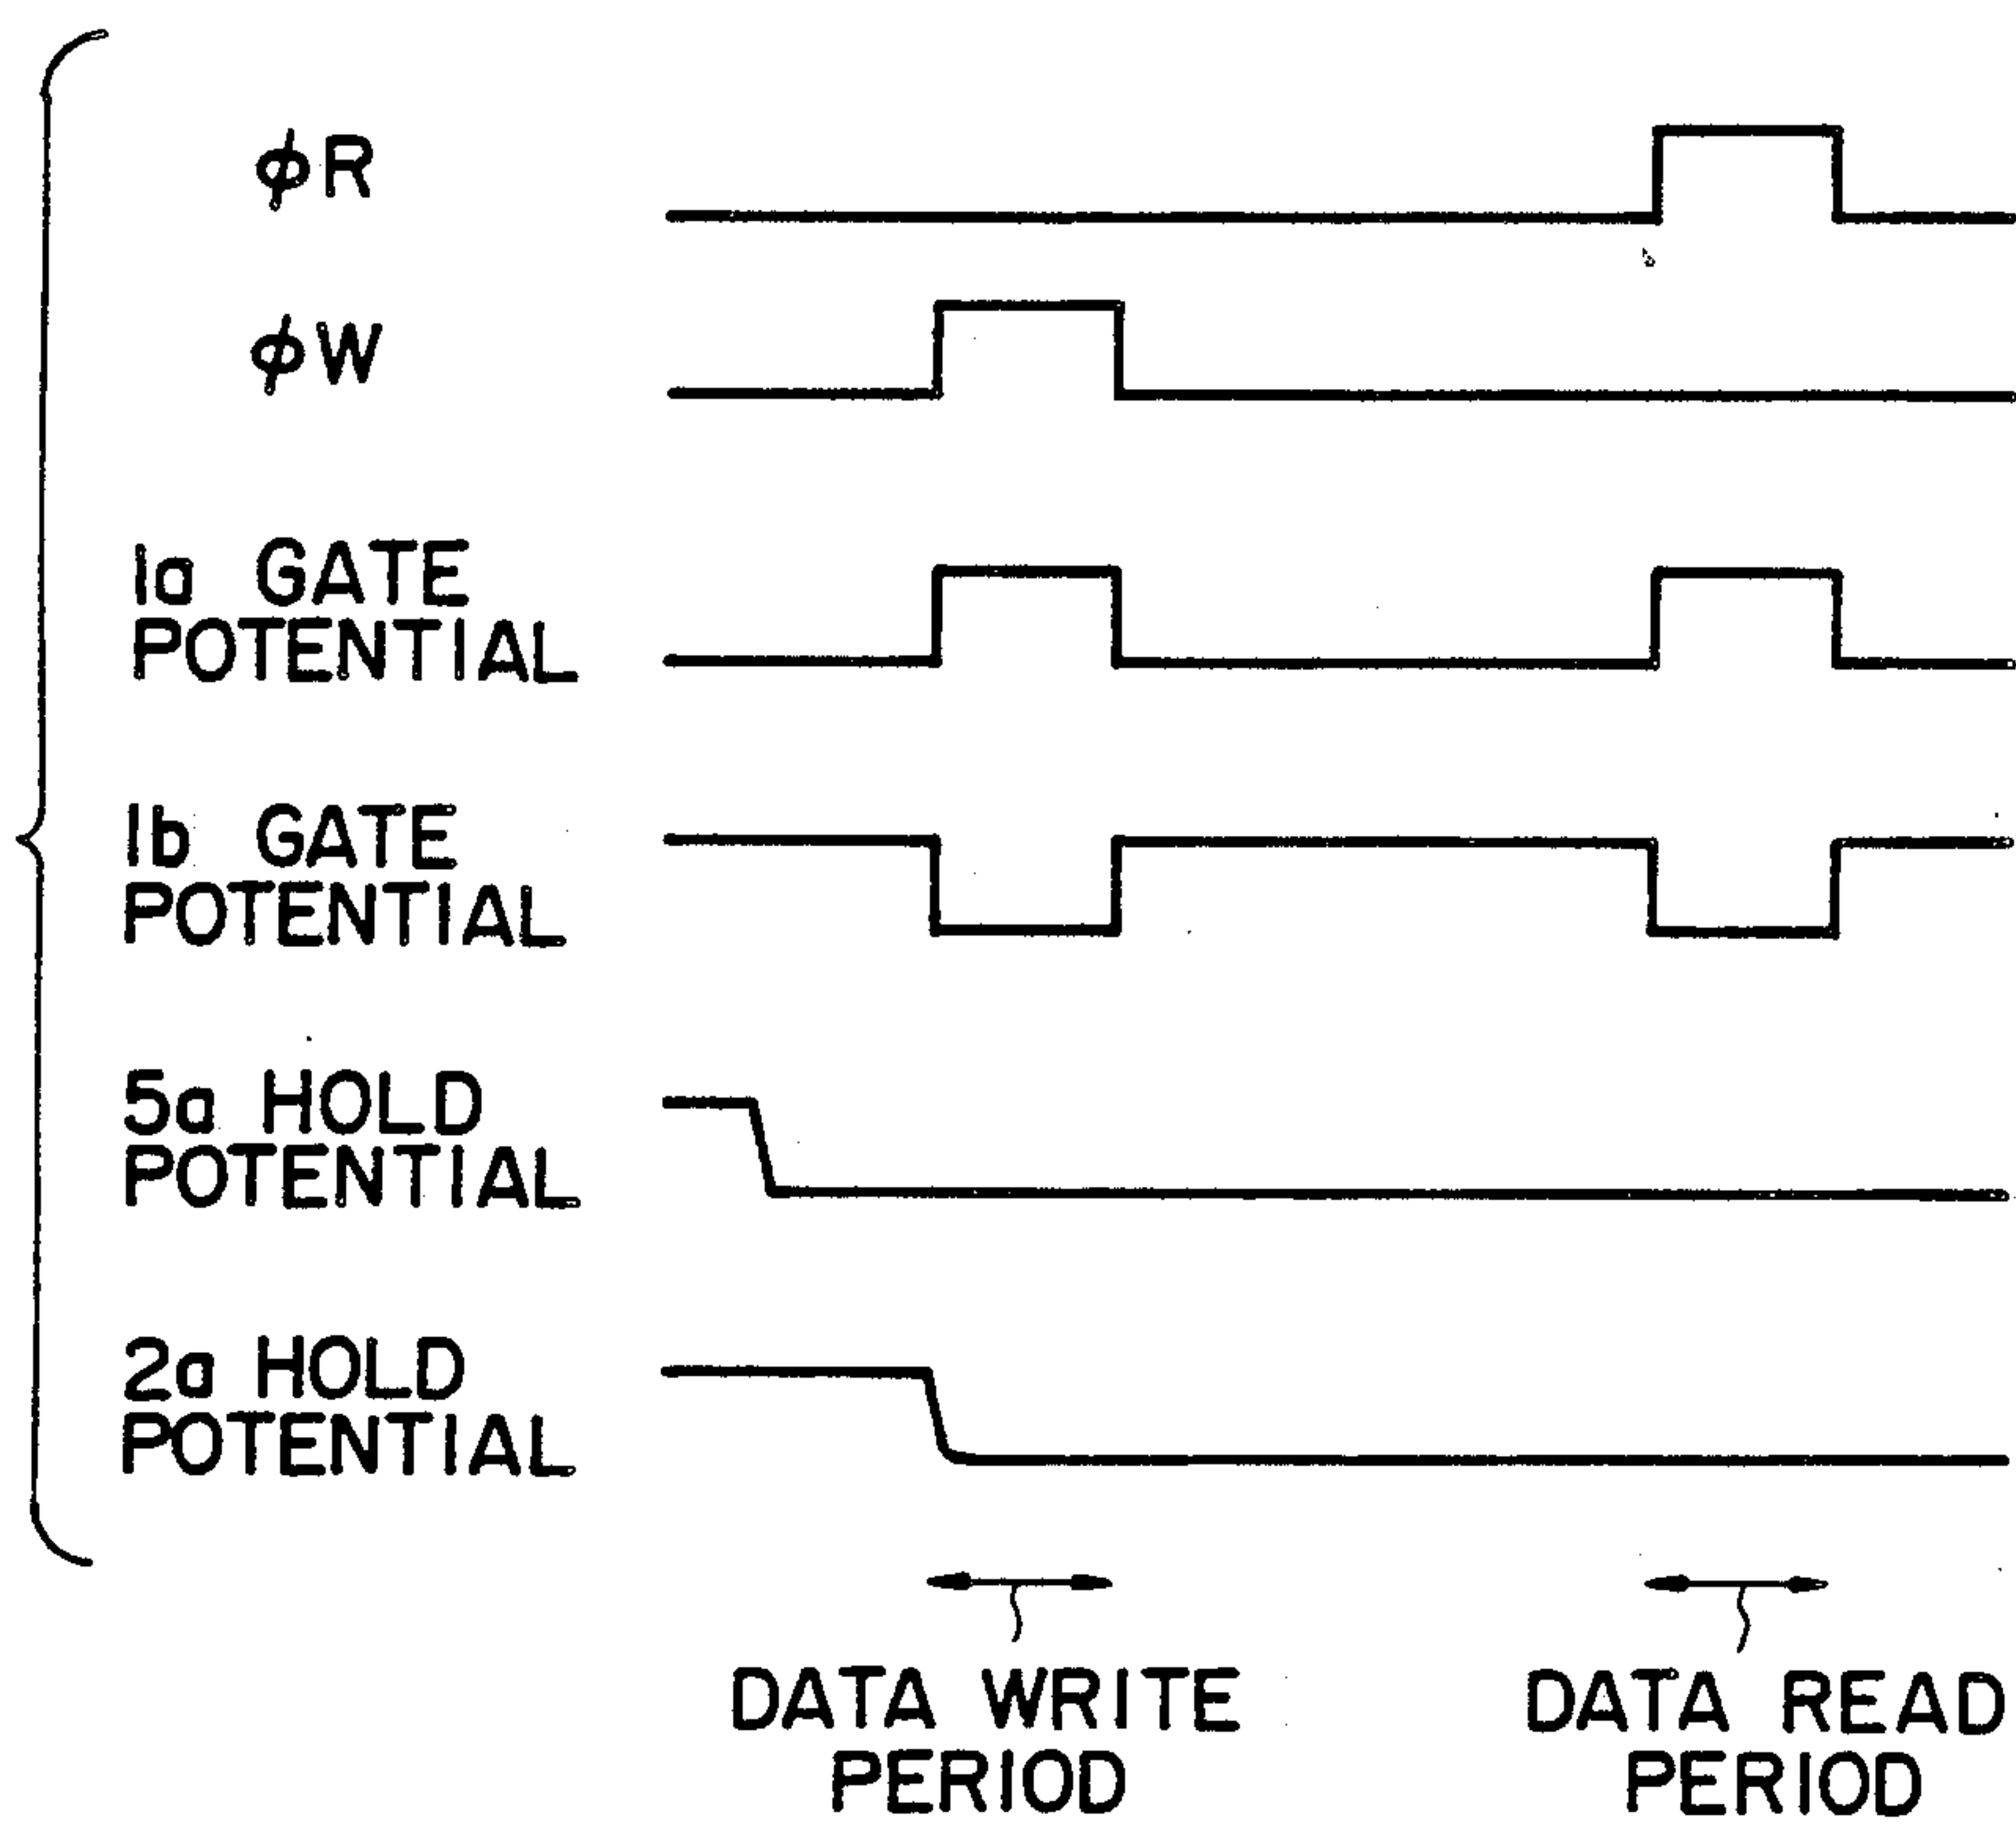 ϕR
ϕW
1a GATE
POTENTIAL
1b GATE
POTENTIAL
5a HOLD
POTENTIAL
2a HOLD
POTENTIAL
DATA WRITE
PERIOD
DATA READ
PERIOD